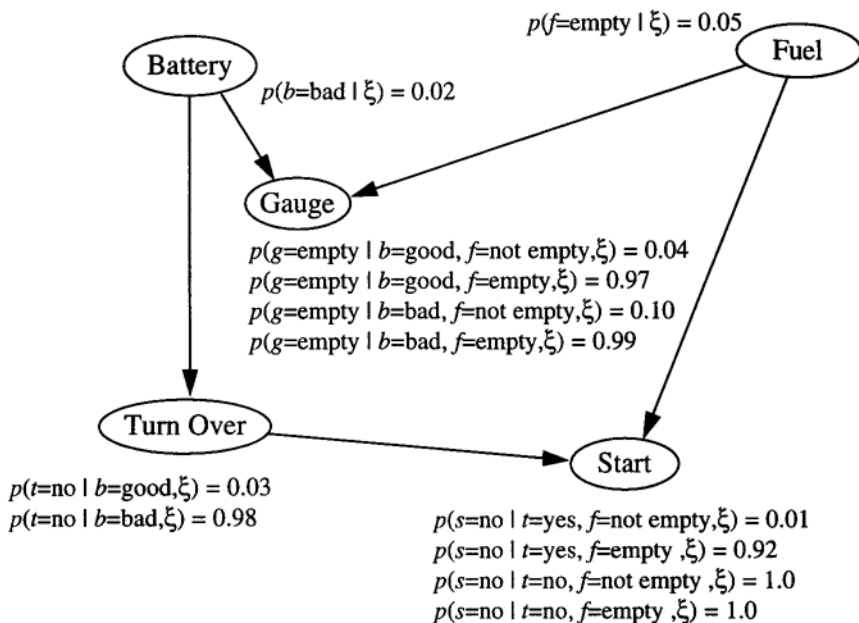 p(f=empty | ξ) = 0.05
Fuel
Battery
p(b=bad | ξ) = 0.02
Gauge
p(g=empty | b=good, f=not empty,ξ) = 0.04
p(g=empty | b=good, f=empty,ξ) = 0.97
p(g=empty | b=bad, f=not empty,ξ) = 0.10
p(g=empty | b=bad, f=empty,ξ) = 0.99
Turn Over
p(t=no | b=good,ξ) = 0.03
p(t=no | b=bad,ξ) = 0.98
Start
p(s=no | t=yes, f=not empty,ξ) = 0.01
p(s=no | t=yes, f=empty ,ξ) = 0.92
p(s=no | t=no, f=not empty ,ξ) = 1.0
p(s=no | t=no, f=empty ,ξ) = 1.0